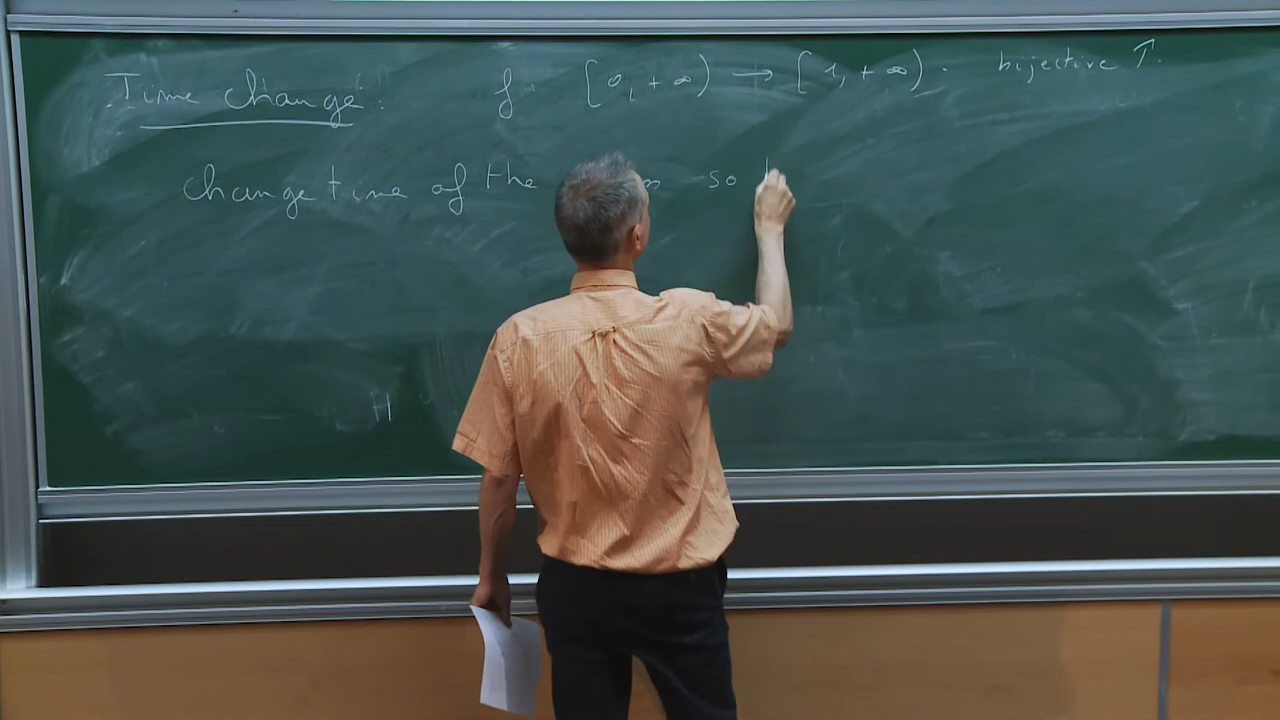 Time change: f: [0, +∞) → [1, +∞). bijective ↑.
change time of the so
H